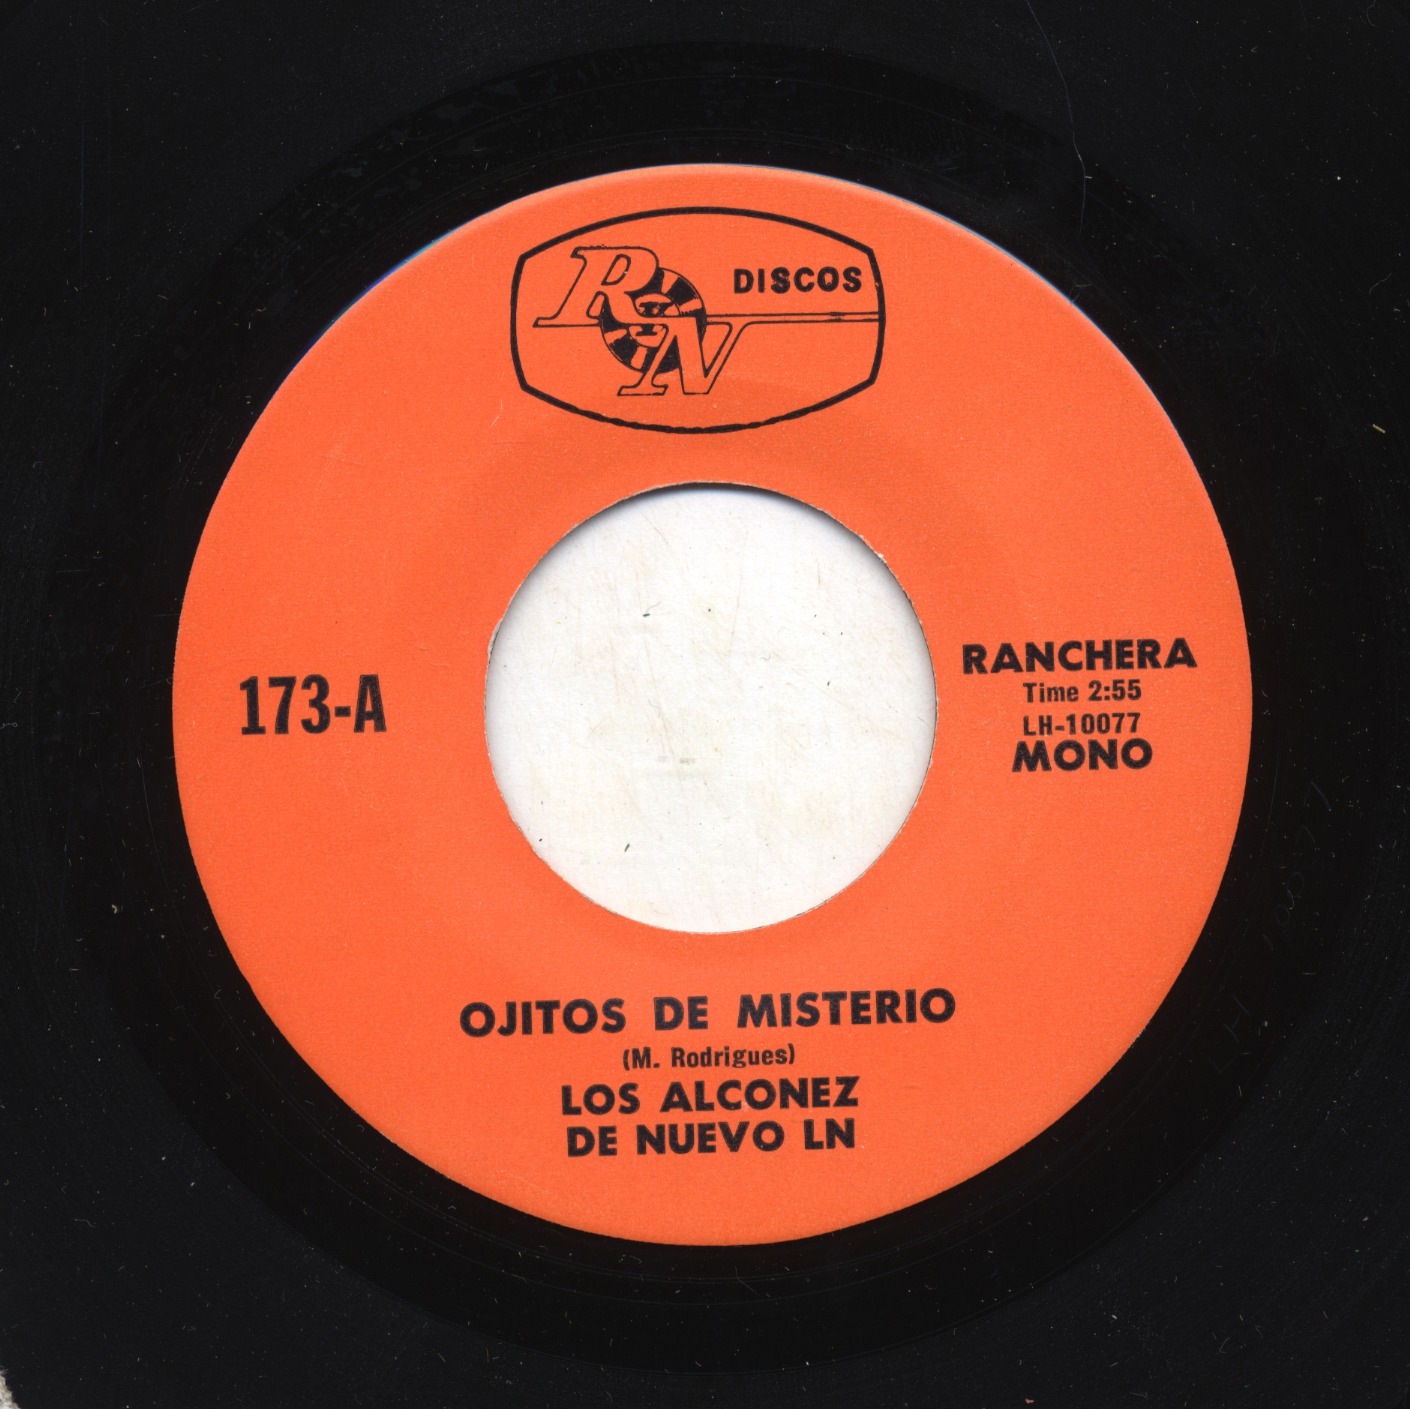 RN DISCOS
173-A
RANCHERA
Time 2:55
LH-10077
MONO
OJITOS DE MISTERIO
(M. Rodrigues)
LOS ALCONEZ
DE NUEVO LN